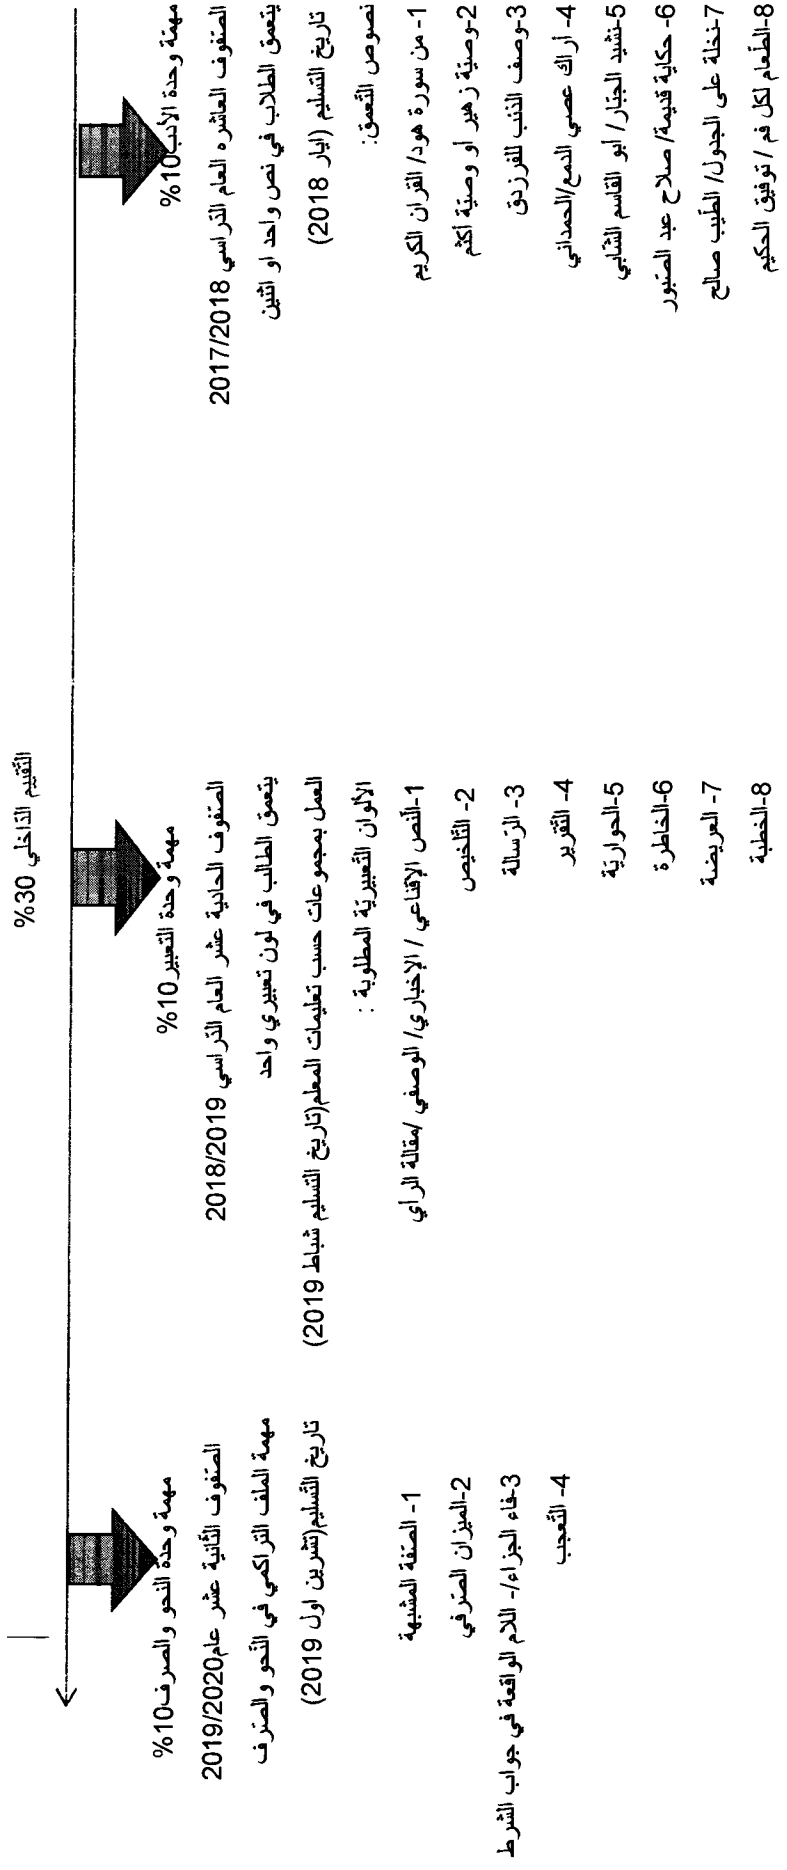 التقييم الداخلي 30%
مهمة وحدة الأدب10%
الصفوف العاشره العام الدراسي 2017/2018
يتعمق الطلاب في نص واحد او اثنين
تاريخ التسليم (ايار 2018)
نصوص التعمق:
1- من سورة هود/ القران الكريم
2-وصية زهير او وصية أكثم
3-وصف الذئب للفرزدق
4- اراك عصي الدمع/الحمداني
5-نشيد الجبار/ ابو القاسم الشابي
6- حكاية قديمة/ صلاح عبد الصبور
7-نخلة على الجدول/ الطيب صالح
8-الطعام لكل فم / توفيق الحكيم
مهمة وحدة التعبير10%
الصفوف الحادية عشر العام الدراسي 2018/2019
يتعمق الطالب في لون تعبيري واحد
العمل بمجموعات حسب تعليمات المعلم(تاريخ التسليم شباط 2019)
الألوان التعبيرية المطلوبة :
1-النص الإقناعي / الإخباري/ الوصفي /مقالة الراي
2- التلخيص
3- الرسالة
4- التقرير
5-الحوارية
6-الخاطرة
7- العريضة
8-الخطبة
مهمة وحدة النحو والصرف10%
الصفوف الثانية عشر عام2019/2020
مهمة الملف التراكمي في النحو والصرف
تاريخ التسليم(تشرين اول 2019)
1- الصفة المشبهة
2-الميزان الصرفي
3-فاء الجزاء/- اللام الواقعة في جواب الشرط
4- التعجب